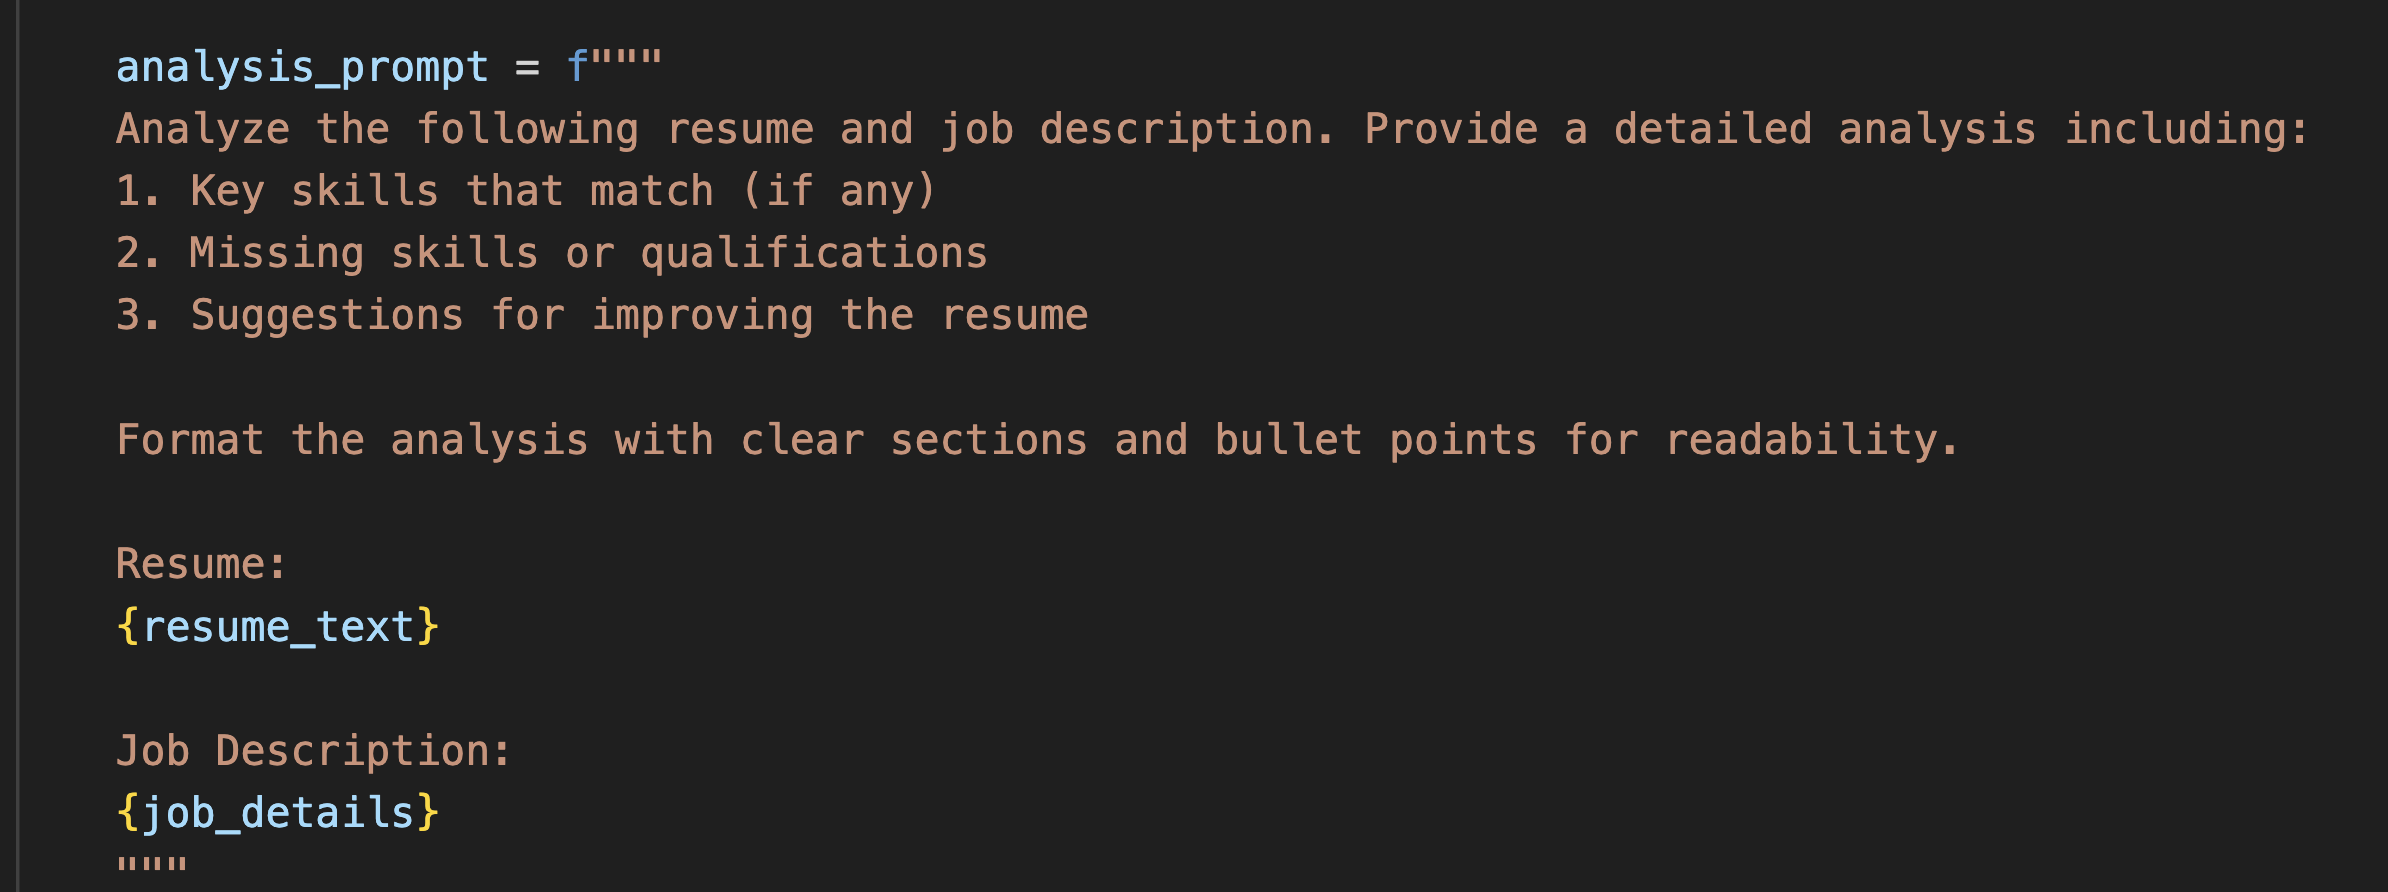 analysis_prompt = f"""
Analyze the following resume and job description. Provide a detailed analysis including:
1. Key skills that match (if any)
2. Missing skills or qualifications
3. Suggestions for improving the resume
Format the analysis with clear sections and bullet points for readability.
Resume:
{resume_text}
Job Description:
{job_details}
"""